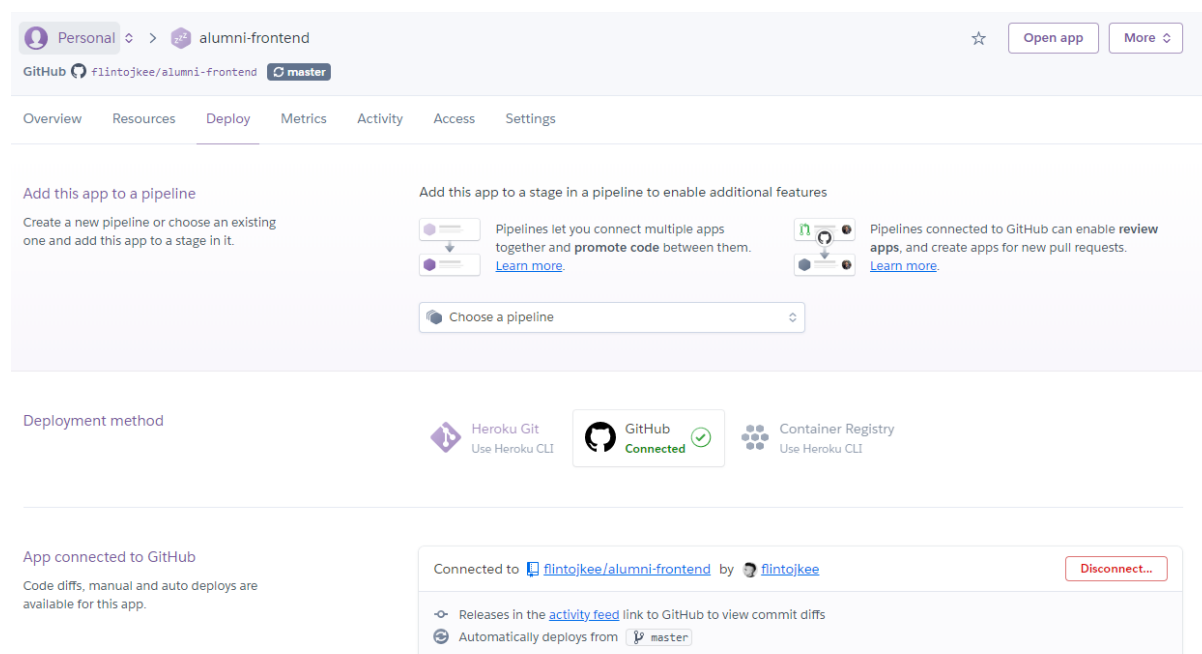 Personal > alumni-frontend Open app More
GitHub flintojkee/alumni-frontend master
Overview Resources Deploy Metrics Activity Access Settings
Add this app to a pipeline
Create a new pipeline or choose an existing
one and add this app to a stage in it.
Add this app to a stage in a pipeline to enable additional features
Pipelines let you connect multiple apps
together and promote code between them.
Learn more.
Pipelines connected to GitHub can enable review
apps, and create apps for new pull requests.
Learn more.
Choose a pipeline
Deployment method
Heroku Git
Use Heroku CLI
GitHub
Connected
Container Registry
Use Heroku CLI
App connected to GitHub
Code diffs, manual and auto deploys are
available for this app.
Connected to flintojkee/alumni-frontend by flintojkee Disconnect...
Releases in the activity feed link to GitHub to view commit diffs
Automatically deploys from master